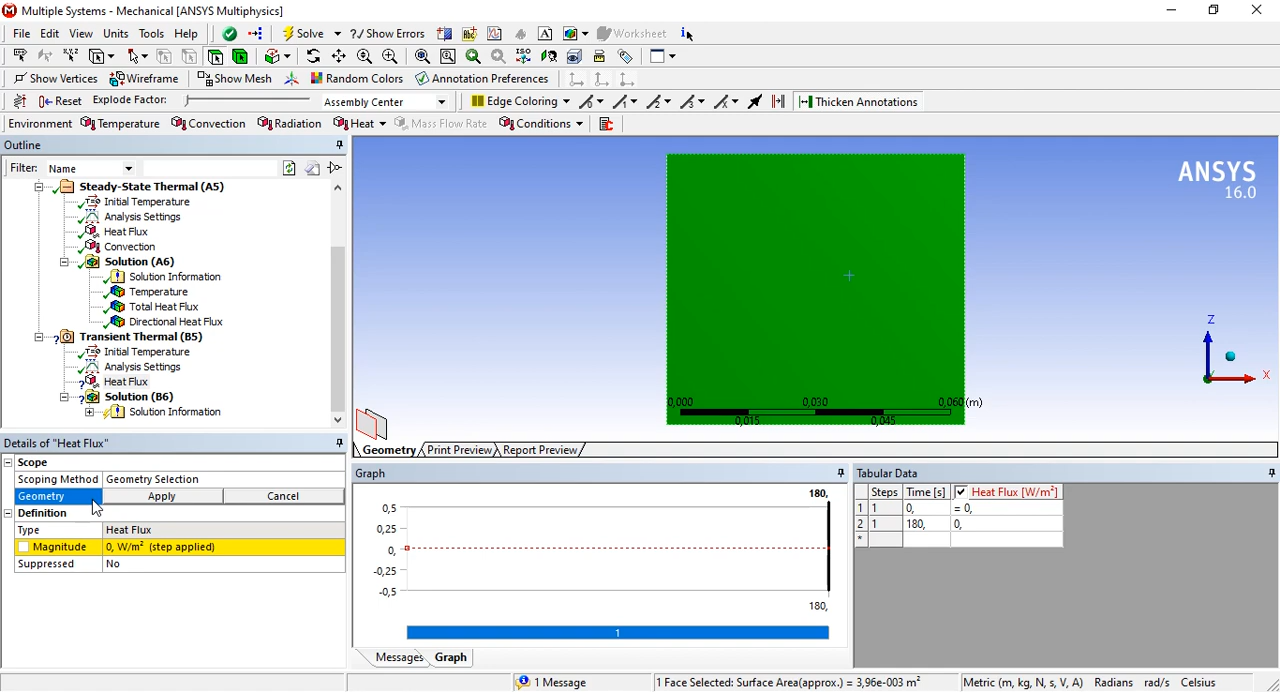 Multiple Systems - Mechanical [ANSYS Multiphysics]
File Edit View Units Tools Help Solve ?/Show Errors A Worksheet
Show Vertices Wireframe Show Mesh Random Colors Annotation Preferences
Reset Explode Factor: Assembly Center Edge Coloring Thicken Annotations
Environment Temperature Convection Radiation Heat Mass Flow Rate Conditions
Outline
Filter: Name
Steady-State Thermal (A5)
Initial Temperature
Analysis Settings
Heat Flux
Convection
Solution (A6)
Solution Information
Temperature
Total Heat Flux
Directional Heat Flux
Transient Thermal (B5)
Initial Temperature
Analysis Settings
Heat Flux
Solution (B6)
Solution Information
ANSYS
16.0
Z
X
0,000 0,030 0,060 (m)
0,015 0,045
Geometry Print Preview Report Preview
Details of "Heat Flux"
Scope
Scoping Method Geometry Selection
Geometry Apply Cancel
Definition
Type Heat Flux
Magnitude 0, W/m² (step applied)
Suppressed No
Graph
180,
0,5
0,25
0,
-0,25
-0,5
180,
1
Messages Graph
Tabular Data
Steps Time [s] Heat Flux [W/m²]
1 1 0, = 0,
2 1 180, 0,
*
1 Message 1 Face Selected: Surface Area(approx.) = 3,96e-003 m² Metric (m, kg, N, s, V, A) Radians rad/s Celsius